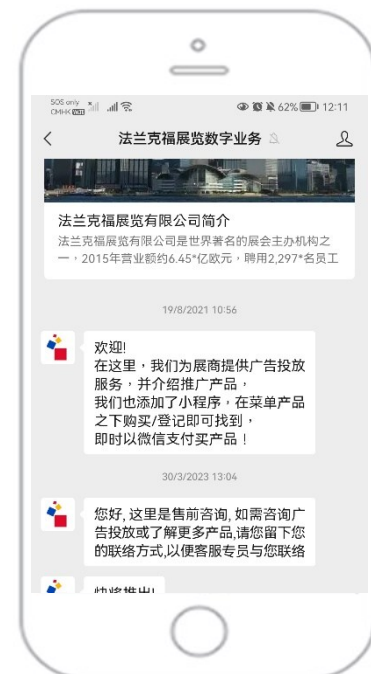 SOS only
CMHK
62% 12:11
法兰克福展览数字业务
法兰克福展览有限公司简介
法兰克福展览有限公司是世界著名的展会主办机构之
一，2015年营业额约6.45*亿欧元，聘用2,297*名员工
19/8/2021 10:56
欢迎!
在这里，我们为展商提供广告投放
服务，并介绍推广产品，
我们也添加了小程序，在菜单产品
之下购买/登记即可找到，
即时以微信支付买产品！
30/3/2023 13:04
您好, 这里是售前咨询, 如需咨询广
告投放或了解更多产品,请您留下您
的联络方式,以便客服专员与您联络